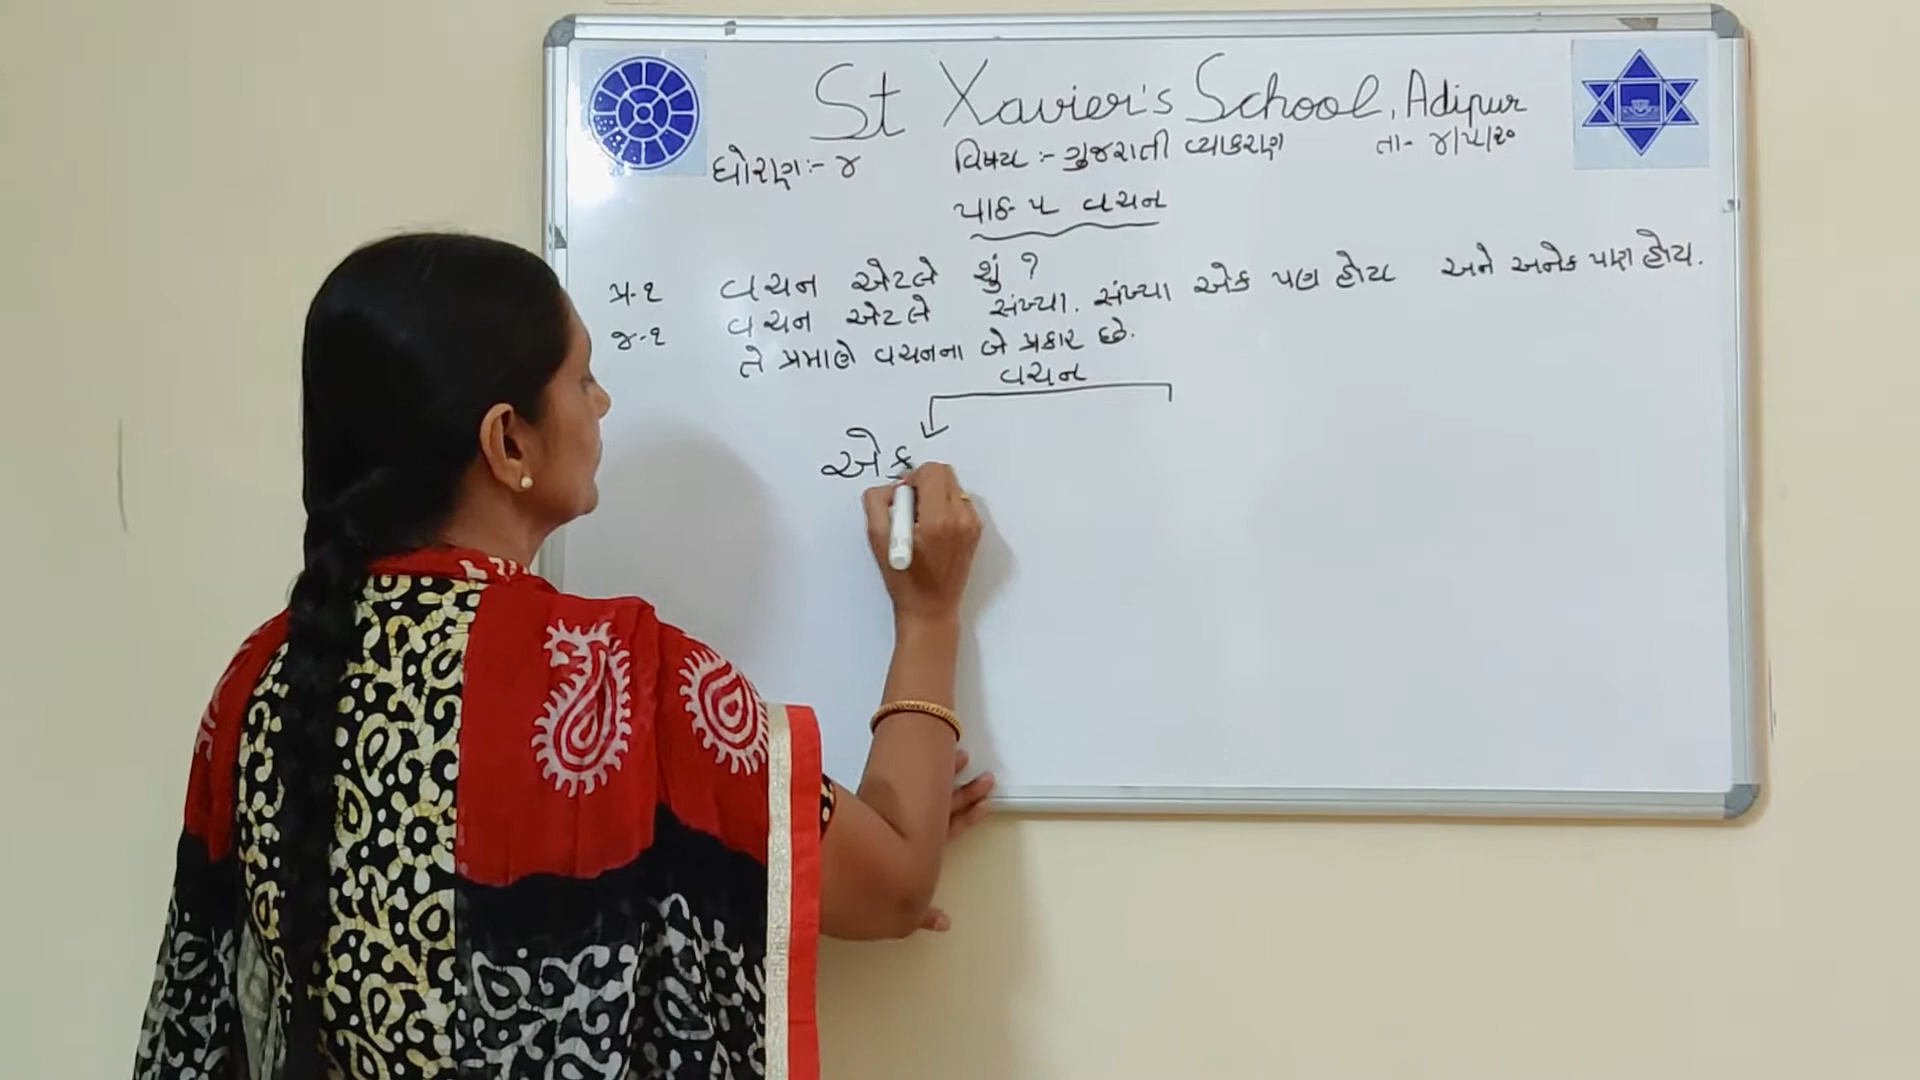 St Xavier's School, Adipur
ધોરણ:- ૪ વિષય :- ગુજરાતી વ્યાકરણ તા- ૪/૫/૨૦
પાઠ- ૫ વચન
પ્ર-૧ વચન એટલે શું ?
જ-૧ વચન એટલે સંખ્યા. સંખ્યા એક પણ હોય અને અનેક પણ હોય.
તે પ્રમાણે વચનના બે પ્રકાર છે.
વચન
એક